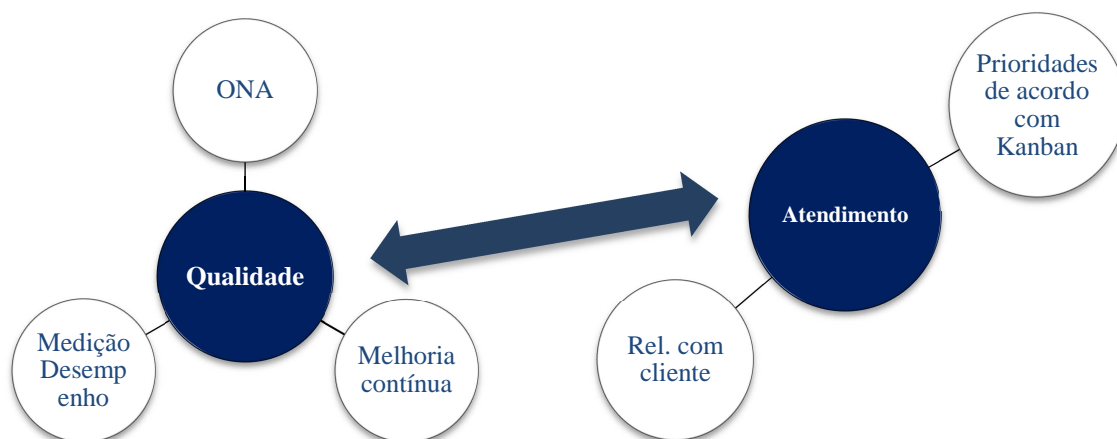 ONA
Qualidade
Medição
Desemp
enho
Melhoria
contínua
Prioridades
de acordo
com
Kanban
Atendimento
Rel. com
cliente